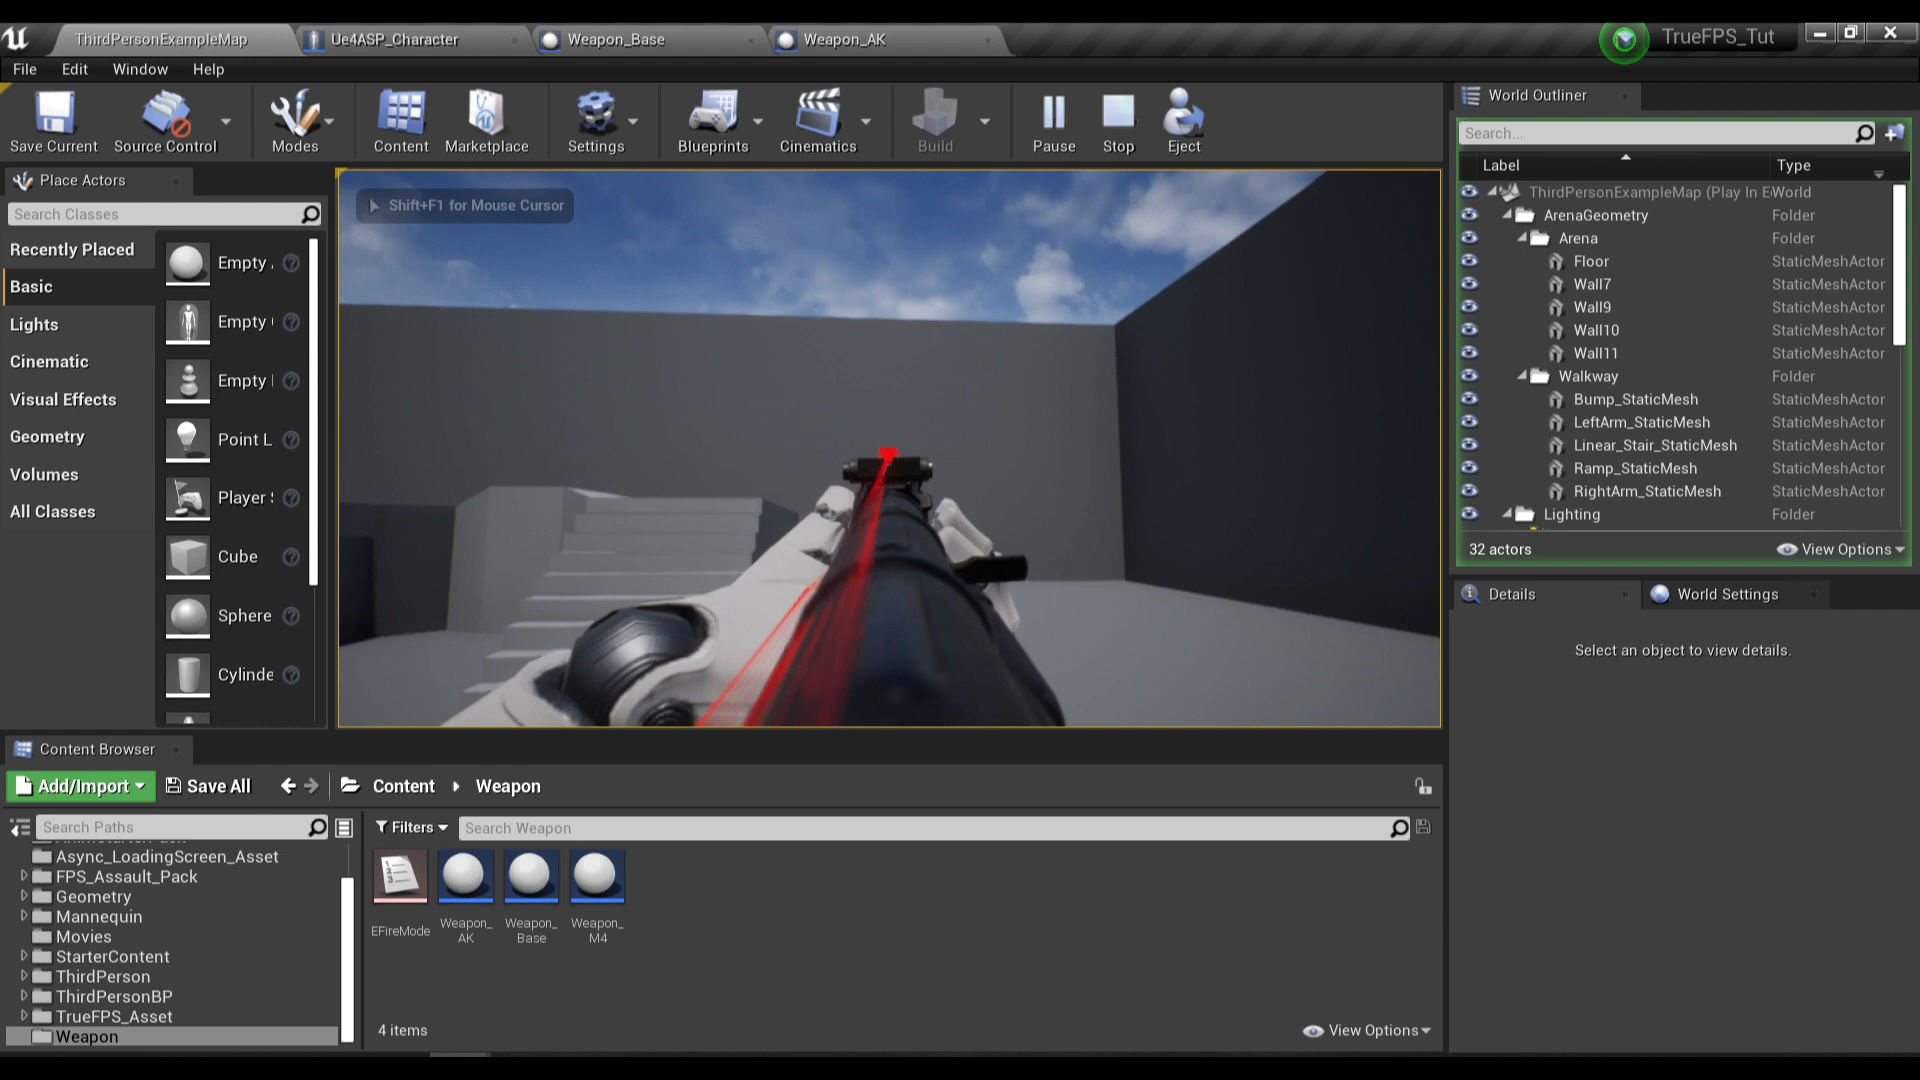 ThirdPersonExampleMap
Ue4ASP_Character
Weapon_Base
Weapon_AK
TrueFPS_Tut
File Edit Window Help
Save Current
Source Control
Modes
Content
Marketplace
Settings
Blueprints
Cinematics
Build
Pause
Stop
Eject
Place Actors
Search Classes
Recently Placed
Basic
Lights
Cinematic
Visual Effects
Geometry
Volumes
All Classes
Empty
Empty
Empty
Point L
Player
Cube
Sphere
Cylinde
Shift+F1 for Mouse Cursor
World Outliner
Search...
Label Type
ThirdPersonExampleMap (Play In E World
ArenaGeometry Folder
Arena Folder
Floor StaticMeshActor
Wall7 StaticMeshActor
Wall9 StaticMeshActor
Wall10 StaticMeshActor
Wall11 StaticMeshActor
Walkway Folder
Bump_StaticMesh StaticMeshActor
LeftArm_StaticMesh StaticMeshActor
Linear_Stair_StaticMesh StaticMeshActor
Ramp_StaticMesh StaticMeshActor
RightArm_StaticMesh StaticMeshActor
Lighting Folder
32 actors
View Options
Details
World Settings
Select an object to view details.
Content Browser
Add/Import
Save All
Content
Weapon
Search Paths
Async_LoadingScreen_Asset
FPS_Assault_Pack
Geometry
Mannequin
Movies
StarterContent
ThirdPerson
ThirdPersonBP
TrueFPS_Asset
Weapon
Filters
Search Weapon
EFireMode
Weapon_
AK
Weapon_
Base
Weapon_
M4
4 items
View Options